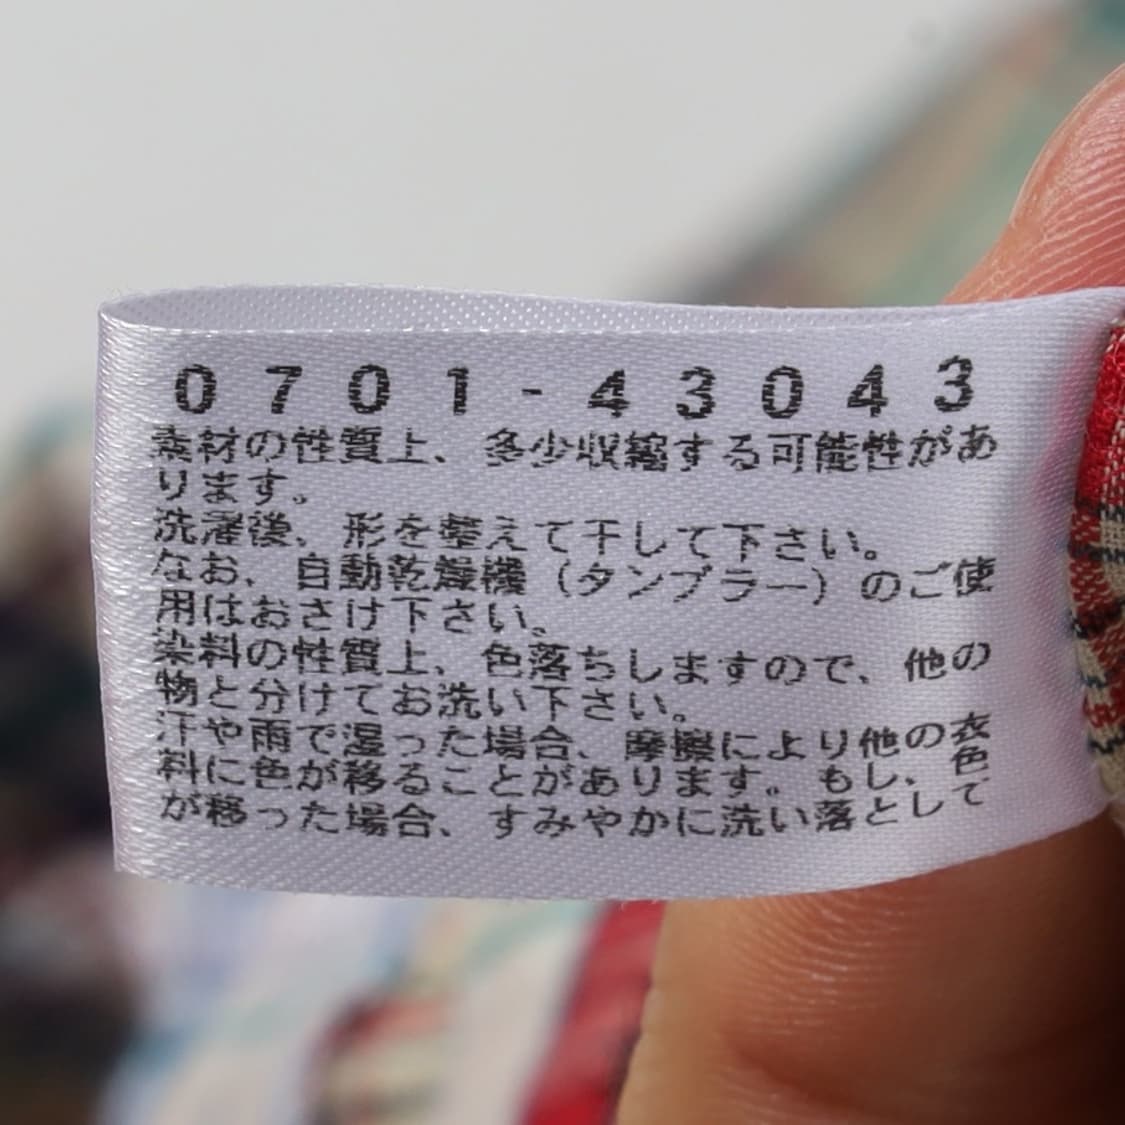 0701-43043
素材の性質上、多少収縮する可能性があ
ります。
洗濯後、形を整えて干して下さい。
なお、自動乾燥機（タンブラー）のご使
用はおさけ下さい。
染料の性質上、色落ちしますので、他の
物と分けてお洗い下さい。
汗や雨で湿った場合、摩擦により他の衣
料に色が移ることがあります。もし、色
が移った場合、すみやかに洗い落として